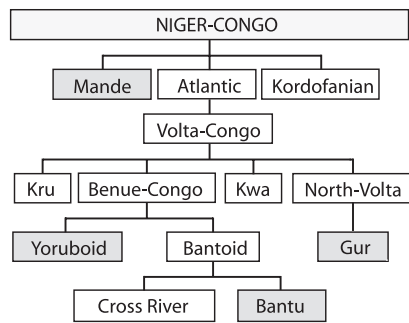 NIGER-CONGO
Mande
Atlantic
Kordofanian
Volta-Congo
Kru
Benue-Congo
Kwa
North-Volta
Yoruboid
Bantoid
Gur
Cross River
Bantu